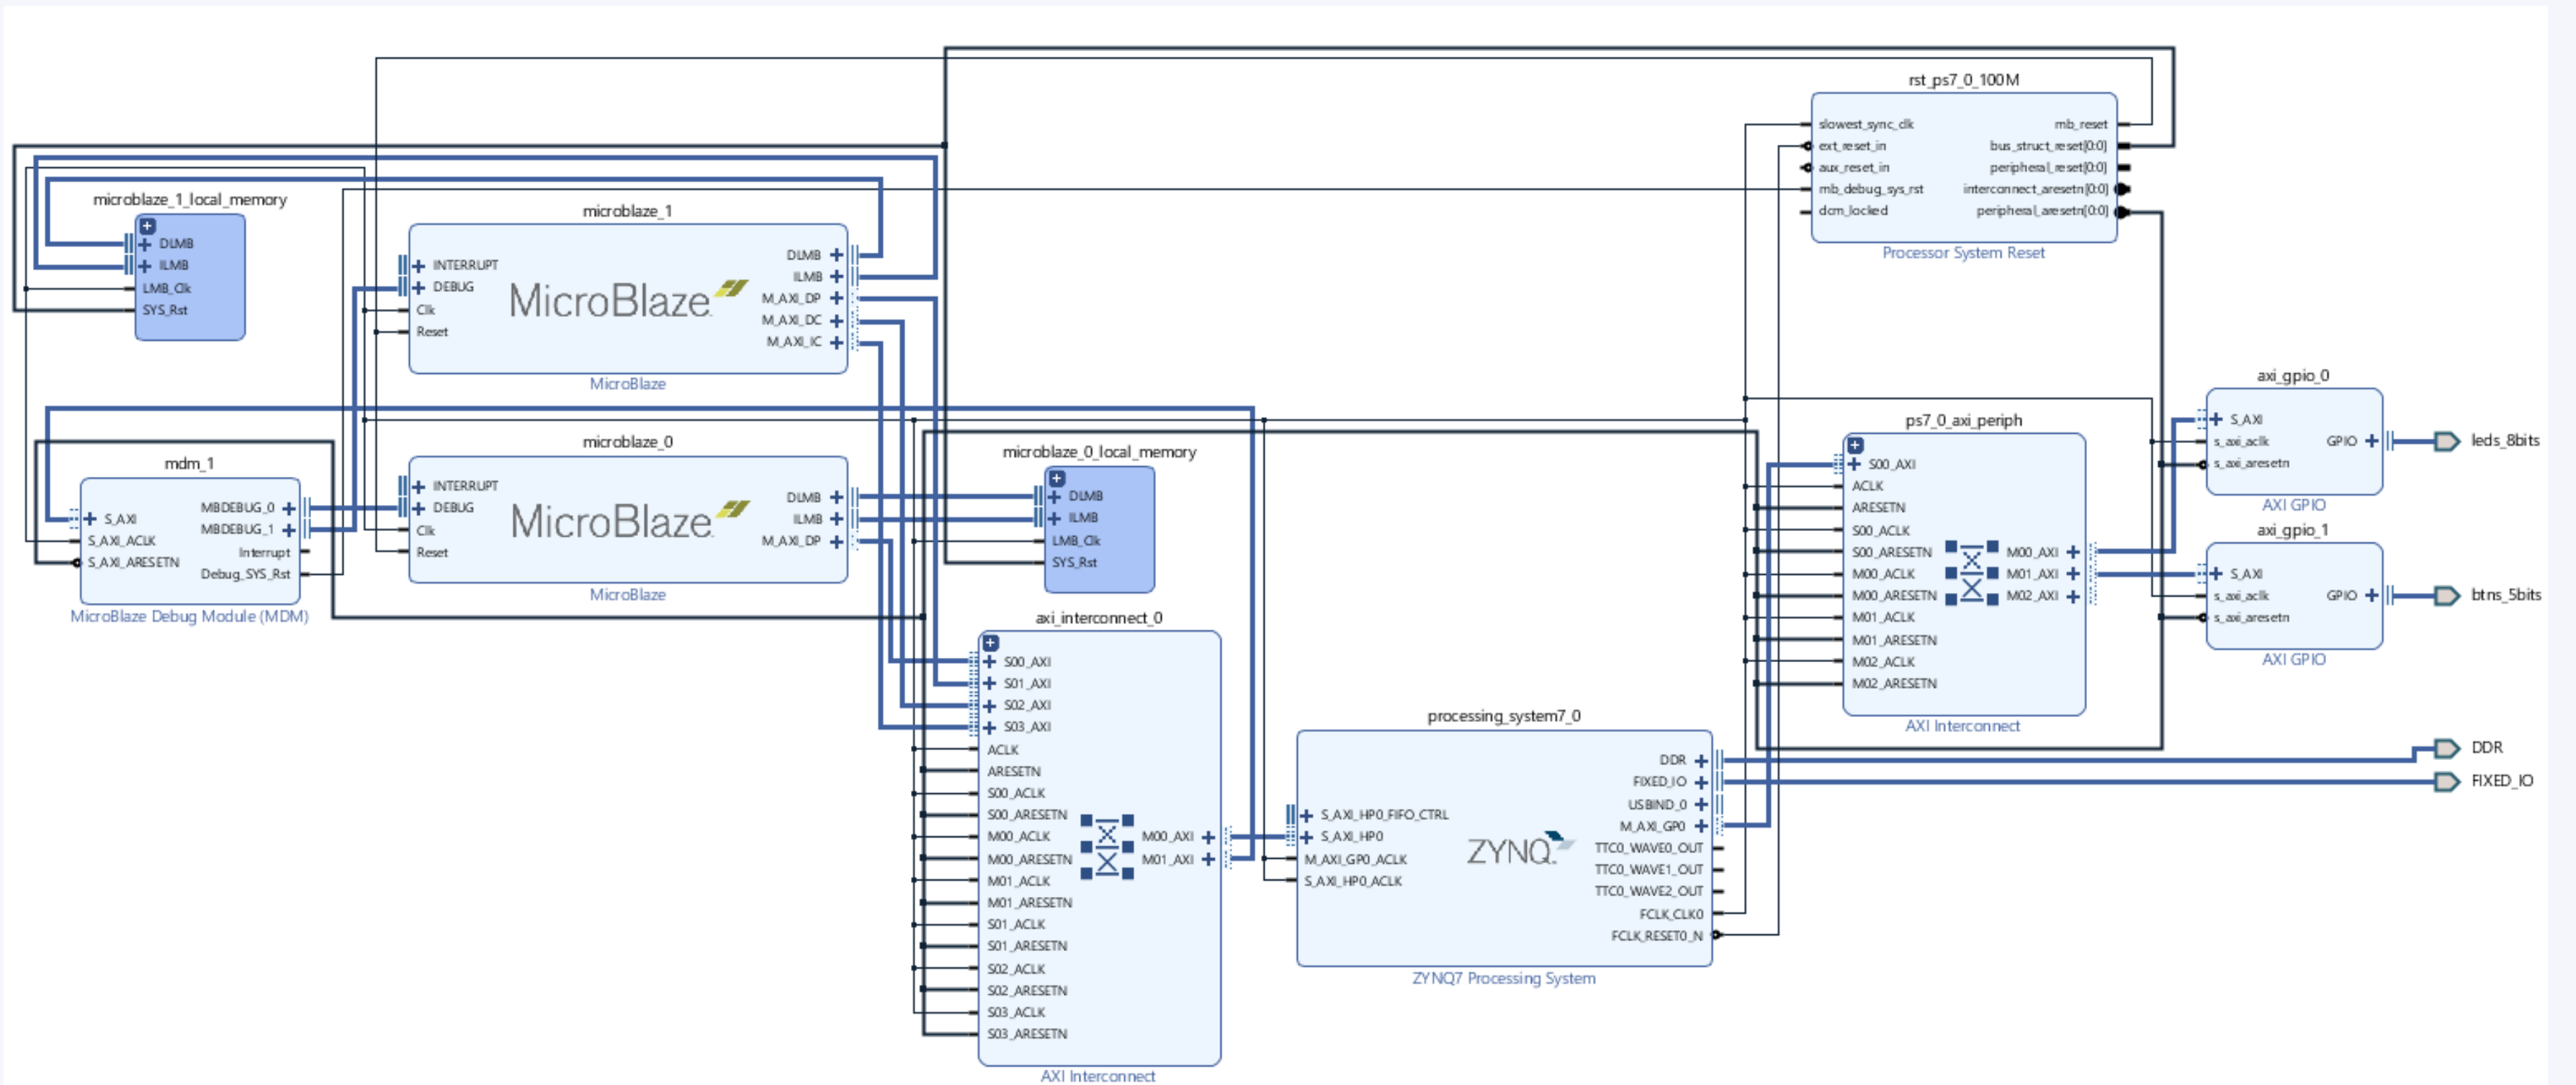 rst_ps7_0_100M
slowest_sync_clk
ext_reset_in
aux_reset_in
mb_debug_sys_rst
dcm_locked
mb_reset
bus_struct_reset[0:0]
peripheral_reset[0:0]
interconnect_aresetn[0:0]
peripheral_aresetn[0:0]
Processor System Reset
microblaze_1_local_memory
DLMB
ILMB
LMB_Clk
SYS_Rst
microblaze_1
INTERRUPT
DEBUG
Clk
Reset
MicroBlaze
DLMB
ILMB
M_AXI_DP
M_AXI_DC
M_AXI_IC
MicroBlaze
mdm_1
S_AXI
S_AXI_ACLK
S_AXI_ARESETN
MBDEBUG_0
MBDEBUG_1
Interrupt
Debug_SYS_Rst
MicroBlaze Debug Module (MDM)
microblaze_0
INTERRUPT
DEBUG
Clk
Reset
MicroBlaze
DLMB
ILMB
M_AXI_DP
MicroBlaze
microblaze_0_local_memory
DLMB
ILMB
LMB_Clk
SYS_Rst
axi_interconnect_0
S00_AXI
S01_AXI
S02_AXI
S03_AXI
ACLK
ARESETN
S00_ACLK
S00_ARESETN
M00_ACLK
M00_ARESETN
M01_ACLK
M01_ARESETN
S01_ACLK
S01_ARESETN
S02_ACLK
S02_ARESETN
S03_ACLK
S03_ARESETN
M00_AXI
M01_AXI
AXI Interconnect
processing_system7_0
S_AXI_HP0_FIFO_CTRL
S_AXI_HP0
M_AXI_GP0_ACLK
S_AXI_HP0_ACLK
ZYNQ
DDR
FIXED_IO
USBIND_0
M_AXI_GP0
TTC0_WAVE0_OUT
TTC0_WAVE1_OUT
TTC0_WAVE2_OUT
FCLK_CLK0
FCLK_RESET0_N
ZYNQ7 Processing System
ps7_0_axi_periph
S00_AXI
ACLK
ARESETN
S00_ACLK
S00_ARESETN
M00_ACLK
M00_ARESETN
M01_ACLK
M01_ARESETN
M02_ACLK
M02_ARESETN
M00_AXI
M01_AXI
M02_AXI
AXI Interconnect
axi_gpio_0
S_AXI
s_axi_aclk
s_axi_aresetn
GPIO
AXI GPIO
leds_8bits
axi_gpio_1
S_AXI
s_axi_aclk
s_axi_aresetn
GPIO
AXI GPIO
btns_5bits
DDR
FIXED_IO